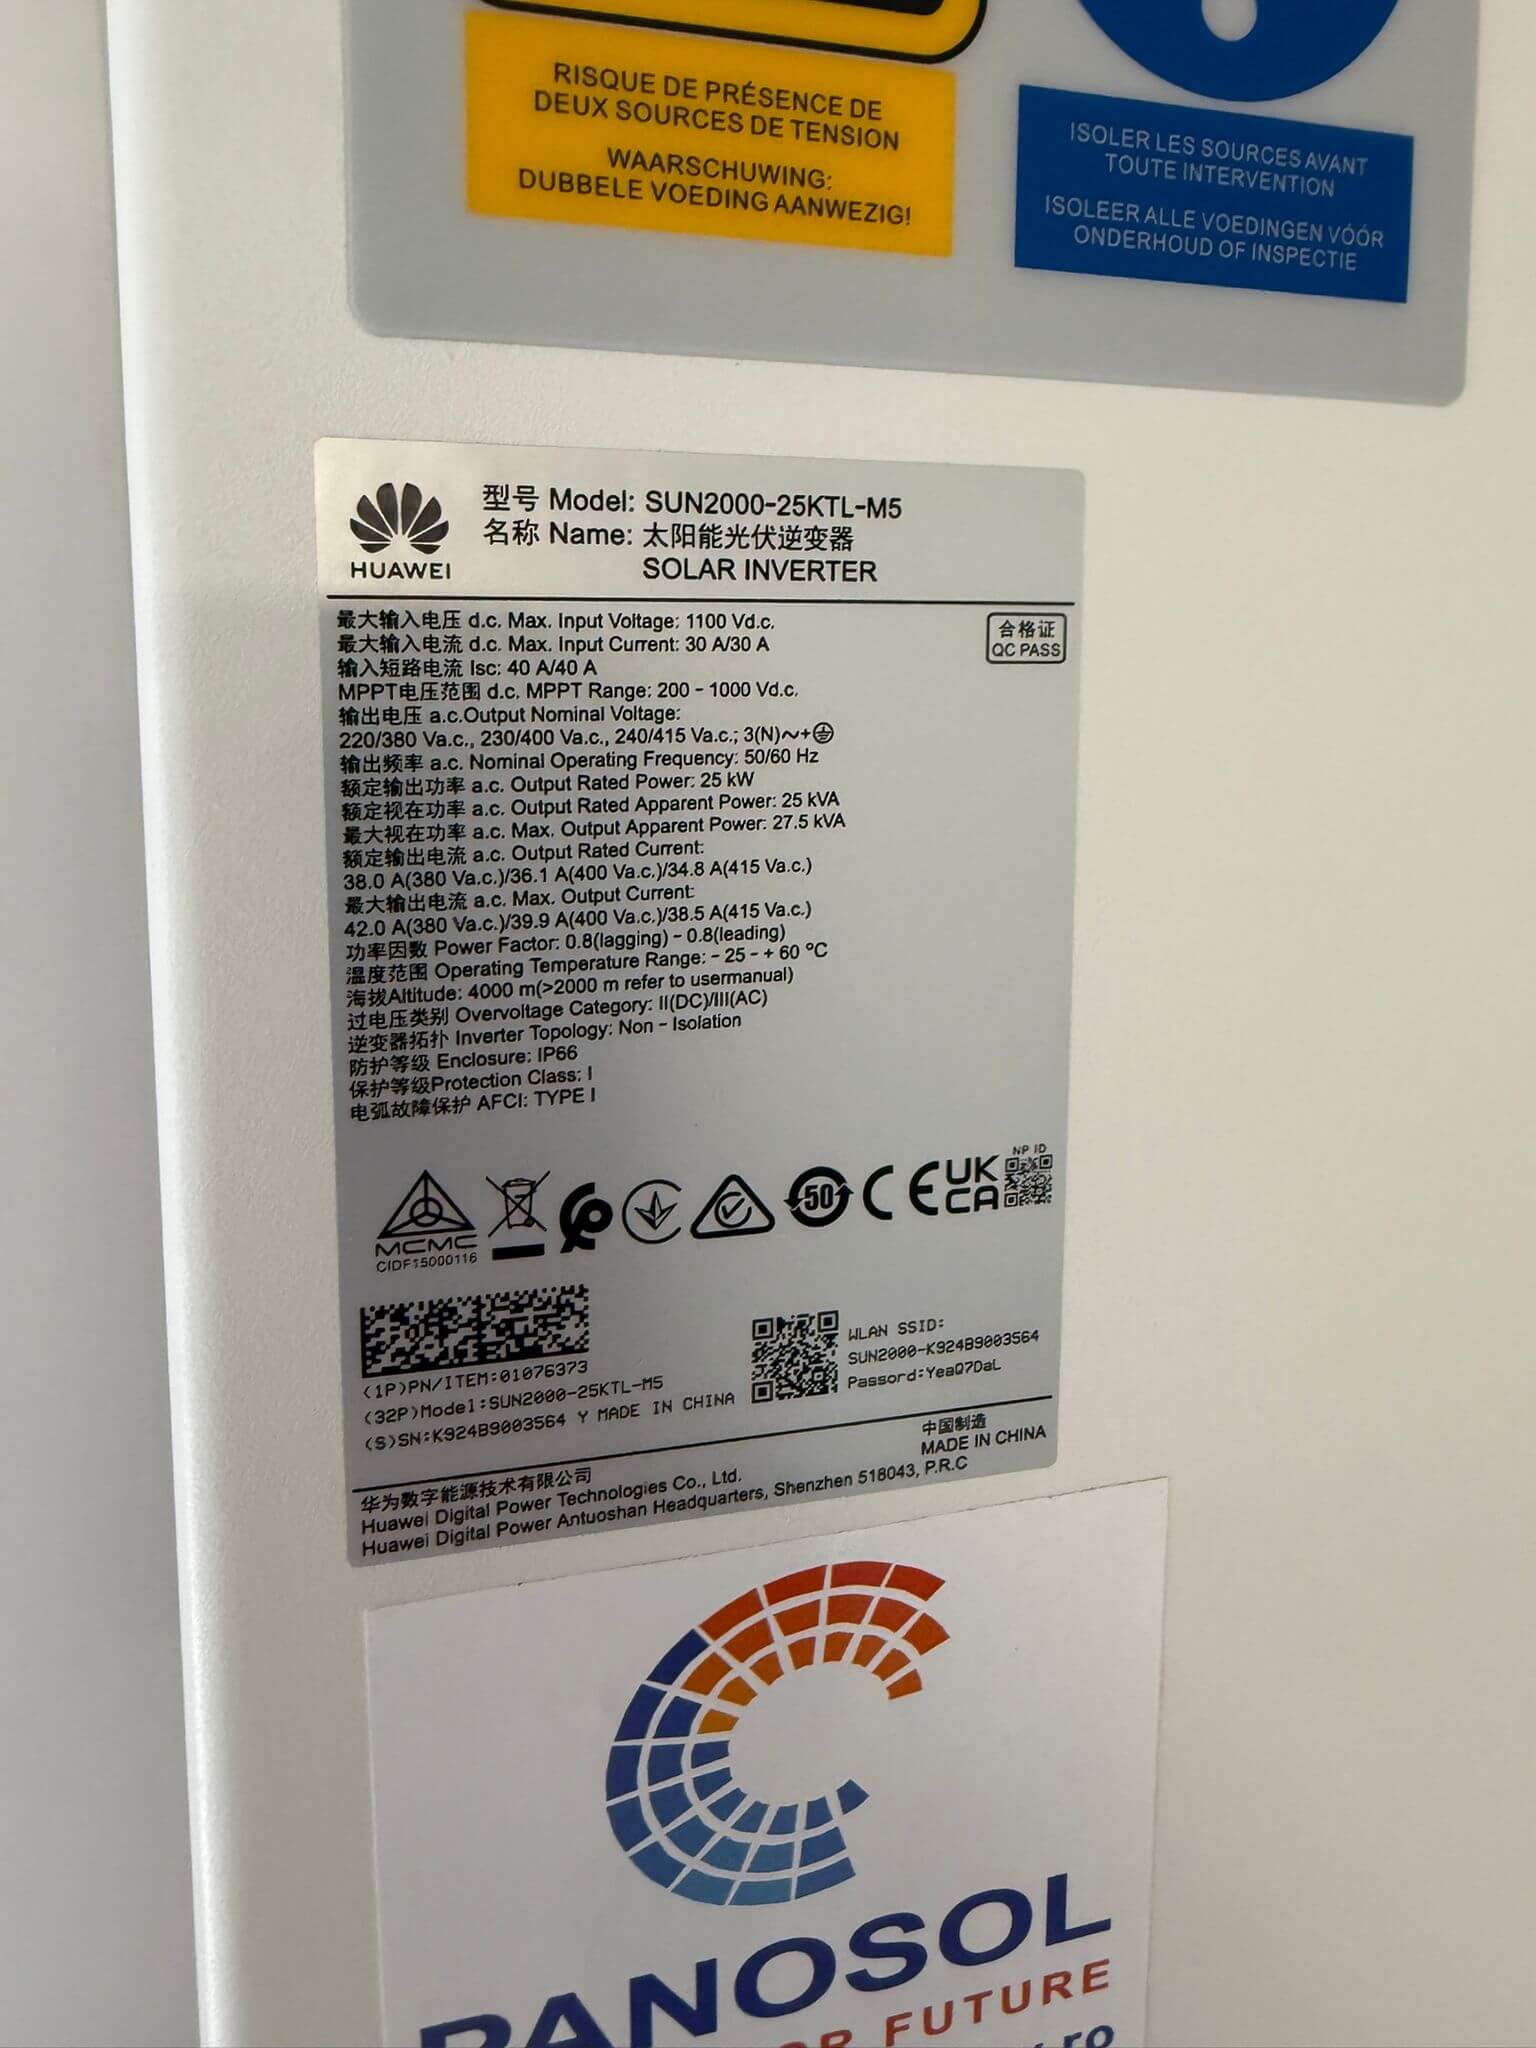 RISQUE DE PRÉSENCE DE
DEUX SOURCES DE TENSION
WAARSCHUWING:
DUBBELE VOEDING AANWEZIG!
ISOLER LES SOURCES AVANT
TOUTE INTERVENTION
ISOLEER ALLE VOEDINGEN VÓÓR
ONDERHOUD OF INSPECTIE
HUAWEI
型号 Model: SUN2000-25KTL-M5
名称 Name: 太阳能光伏逆变器
SOLAR INVERTER
合格证
QC PASS
最大输入电压 d.c. Max. Input Voltage: 1100 Vd.c.
最大输入电流 d.c. Max. Input Current: 30 A/30 A
输入短路电流 Isc: 40 A/40 A
MPPT电压范围 d.c. MPPT Range: 200 - 1000 Vd.c.
输出电压 a.c.Output Nominal Voltage:
220/380 Va.c., 230/400 Va.c., 240/415 Va.c.; 3(N)~+⏚
输出频率 a.c. Nominal Operating Frequency: 50/60 Hz
额定输出功率 a.c. Output Rated Power: 25 kW
额定视在功率 a.c. Output Rated Apparent Power: 25 kVA
最大视在功率 a.c. Max. Output Apparent Power: 27.5 kVA
额定输出电流 a.c. Output Rated Current:
38.0 A(380 Va.c.)/36.1 A(400 Va.c.)/34.8 A(415 Va.c.)
最大输出电流 a.c. Max. Output Current:
42.0 A(380 Va.c.)/39.9 A(400 Va.c.)/38.5 A(415 Va.c.)
功率因数 Power Factor: 0.8(lagging) - 0.8(leading)
温度范围 Operating Temperature Range: - 25 - + 60 °C
海拔Altitude: 4000 m(>2000 m refer to usermanual)
过电压类别 Overvoltage Category: II(DC)/III(AC)
逆变器拓扑 Inverter Topology: Non - Isolation
防护等级 Enclosure: IP66
保护等级Protection Class: I
电弧故障保护 AFCI: TYPE I
MCMC
CIDF15000116
50
CE
UK
CA
NP ID
(1P)PN/ITEM:01076373
(32P)Model:SUN2000-25KTL-M5
(S)SN:K924B9003564 Y MADE IN CHINA
WLAN SSID:
SUN2000-K924B9003564
Passord:YeaQ7DaL
中国制造
MADE IN CHINA
华为数字能源技术有限公司
Huawei Digital Power Technologies Co., Ltd.
Huawei Digital Power Antuoshan Headquarters, Shenzhen 518043, P.R.C
PANOSOL
FUTURE